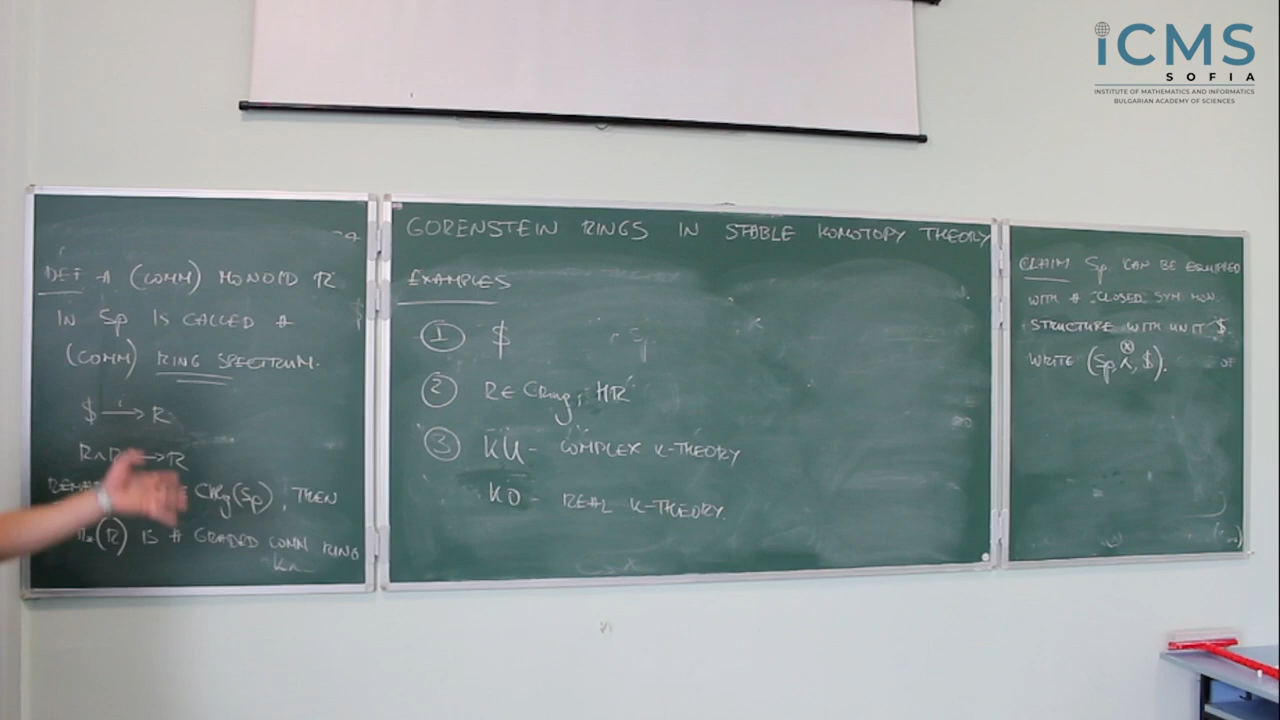 iCMS
SOFIA
INSTITUTE OF MATHEMATICS AND INFORMATICS
BULGARIAN ACADEMY OF SCIENCES
DEF A (COMM) MONOID R
IN Sp IS CALLED A
(COMM) RING SPECTRUM.
$ —i→ R
R∧R → R
CAlg(Sp), THEN
π*(R) IS A GRADED COMM RING
GORENSTEIN RINGS IN STABLE HOMOTOPY THEORY
EXAMPLES
① $
② R ∈ CRing, HR
③ KU - COMPLEX K-THEORY
KO - REAL K-THEORY.
CLAIM Sp CAN BE EQUIPPED
WITH A CLOSED SYM MON.
STRUCTURE WITH UNIT $.
⊗
WRITE (Sp, ∧, $).